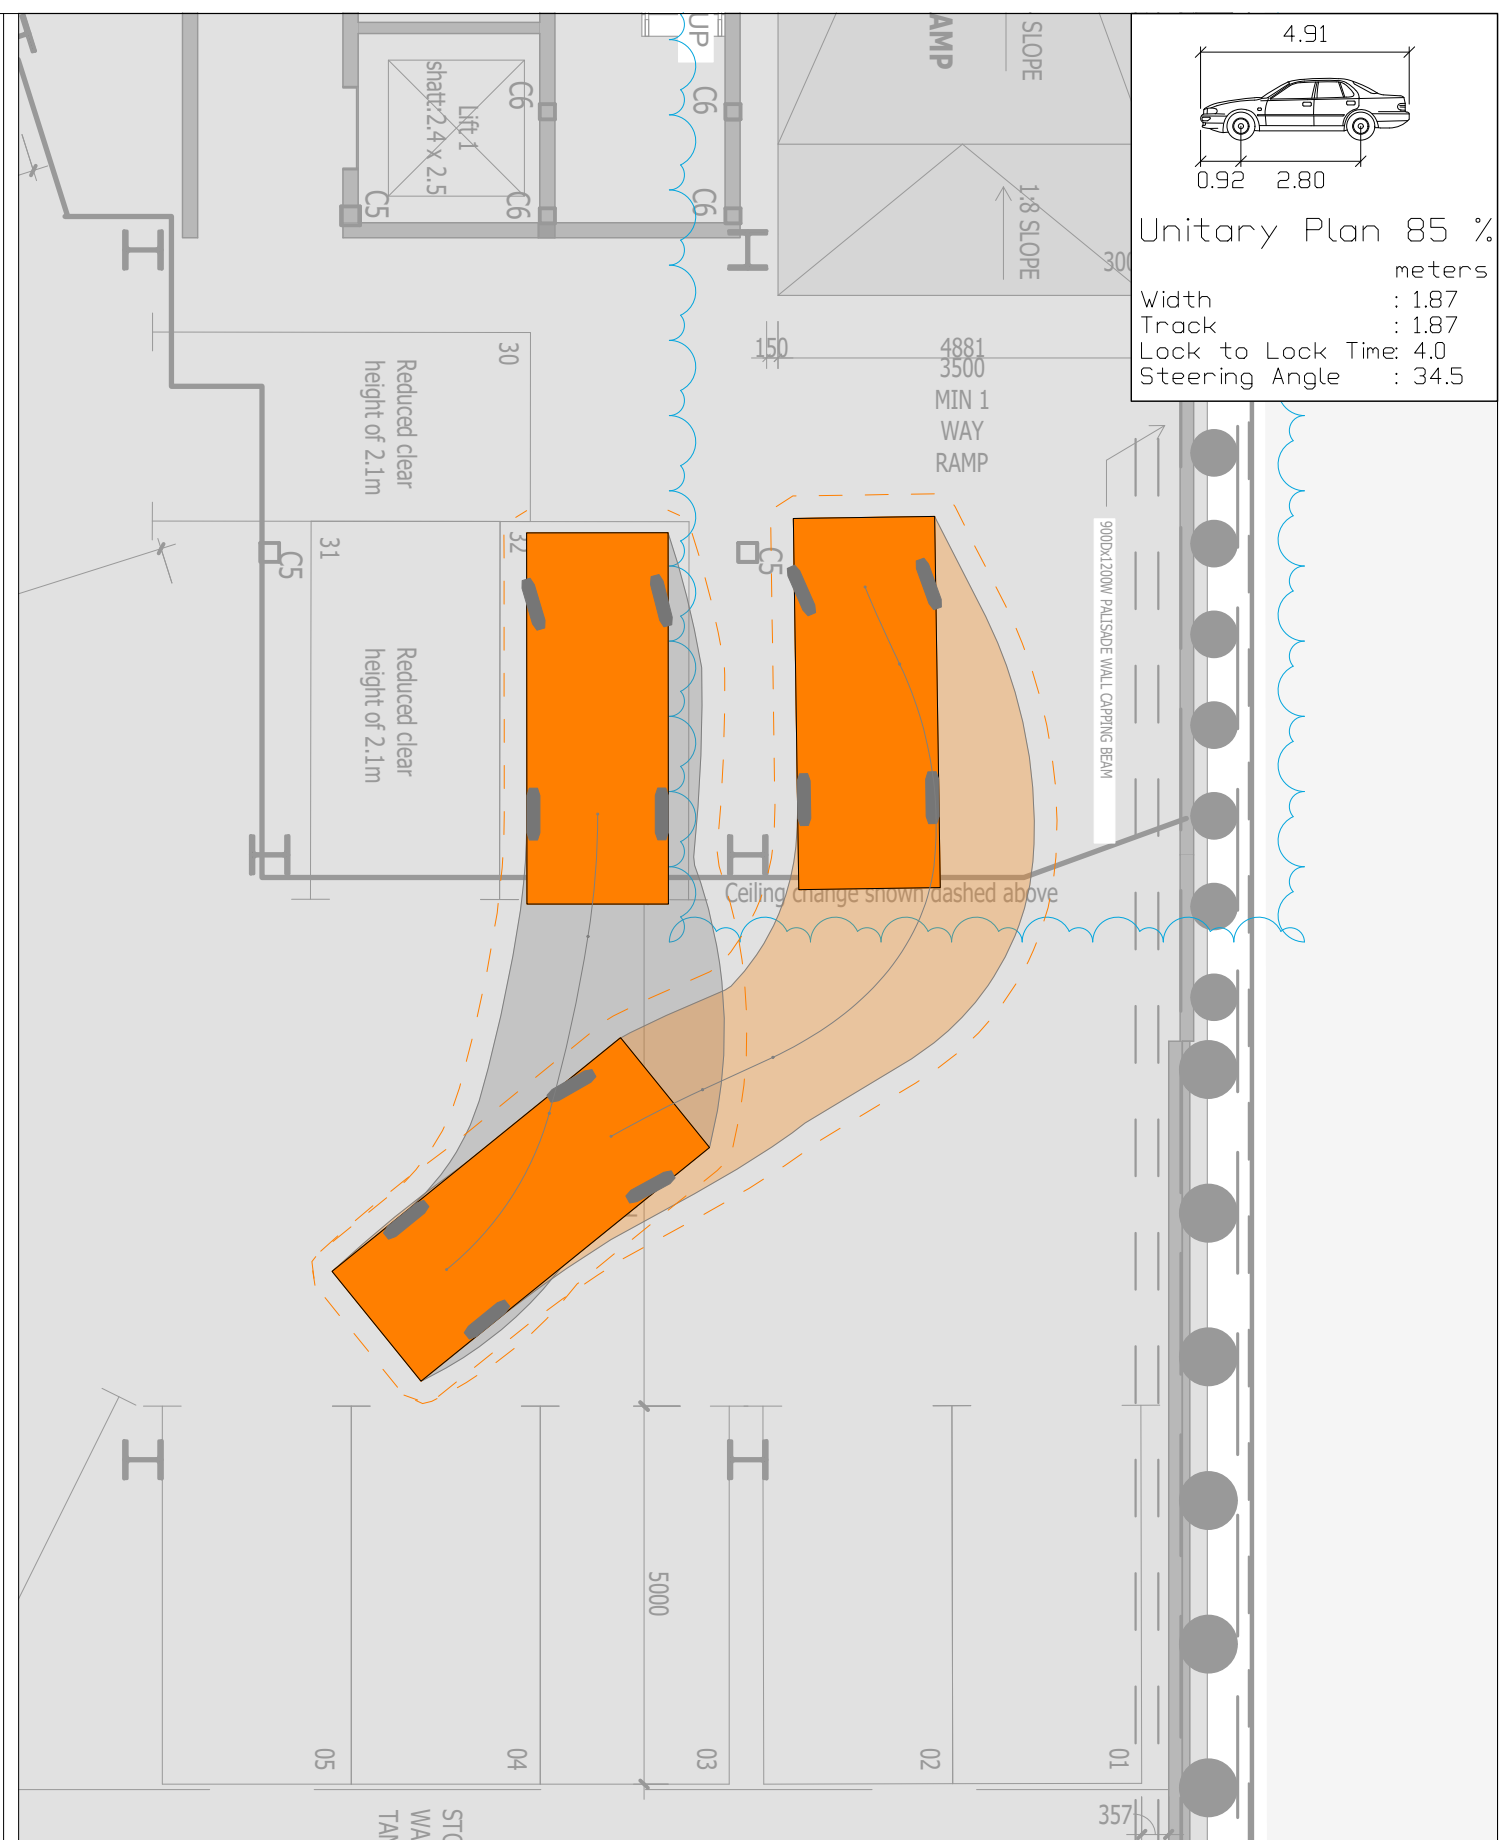 4.91
0.92 2.80
Unitary Plan 85 %
meters
Width : 1.87
Track : 1.87
Lock to Lock Time: 4.0
Steering Angle : 34.5
UP
AMP
SLOPE
1:8 SLOPE
300
Lift 1
shaft:2.4 x 2.5
C6
C6
C5
C6
C6
30
Reduced clear
height of 2.1m
150
4881
3500
MIN 1
WAY
RAMP
31
32
C5
C5
Reduced clear
height of 2.1m
900Dx1200W PALISADE WALL CAPPING BEAM
Ceiling change shown dashed above
5000
05
04
03
02
01
357
STO
WA
TAN